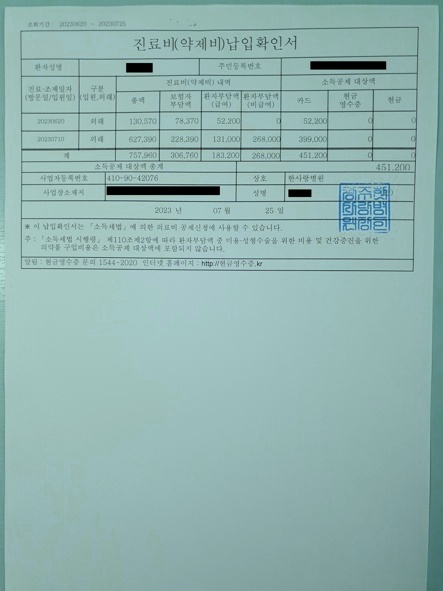 조회기간 : 20230620 ~ 20230725
진료비(약제비)납입확인서
환자성명 주민등록번호
진료·조제일자 (방문일/입원일) 구분 (입원,외래) 진료비(약제비) 내역 소득공제 대상액
총액 보험자 부담액 환자부담액 (급여) 환자부담액 (비급여) 카드 현금 영수증 현금
20230620 외래 130,570 78,370 52,200 0 52,200 0 0
20230710 외래 627,390 228,390 131,000 268,000 399,000 0 0
계 757,960 306,760 183,200 268,000 451,200 0 0
소득공제 대상액 총계 451,200
사업자등록번호 410-90-42076 상호 한사랑병원
사업장소재지 성명
2023 년 07 월 25 일
※ 이 납입확인서는 「소득세법」에 의한 의료비 공제신청에 사용할 수 있습니다.
주 : 「소득세법 시행령」 제110조제2항에 따라 환자부담액 중 미용·성형수술을 위한 비용 및 건강증진을 위한
의약품 구입비용은 소득공제 대상액에 포함되지 않습니다.
알림 : 현금영수증 문의 1544-2020 인터넷 홈페이지 : http://현금영수증.kr